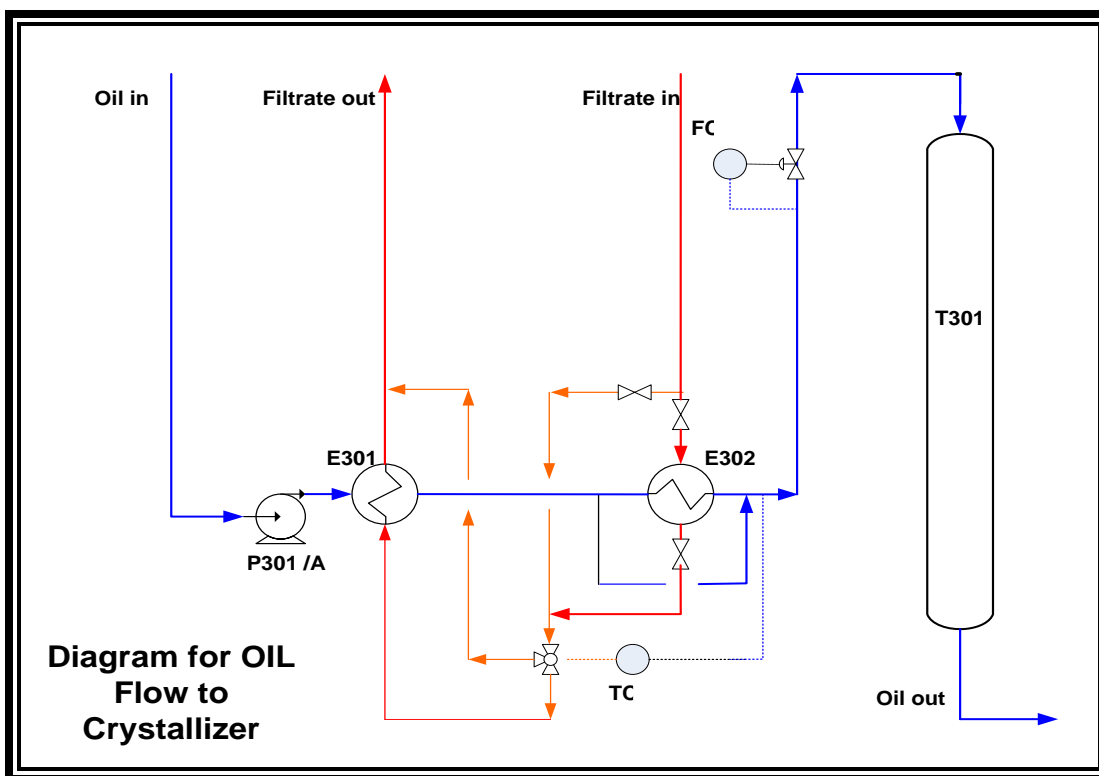 Oil in
Filtrate out
Filtrate in
FC
T301
E301
E302
P301 /A
TC
Diagram for OIL
Flow to
Crystallizer
Oil out